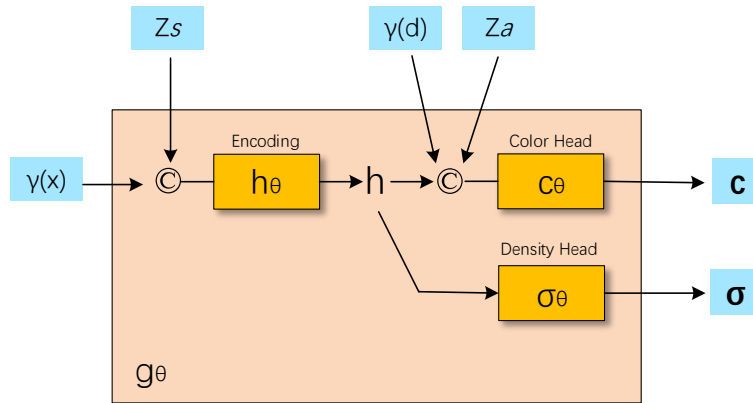 Zs
γ(d)
Za
Encoding
Color Head
γ(x)
©
hθ
h
©
cθ
c
Density Head
σθ
σ
gθ